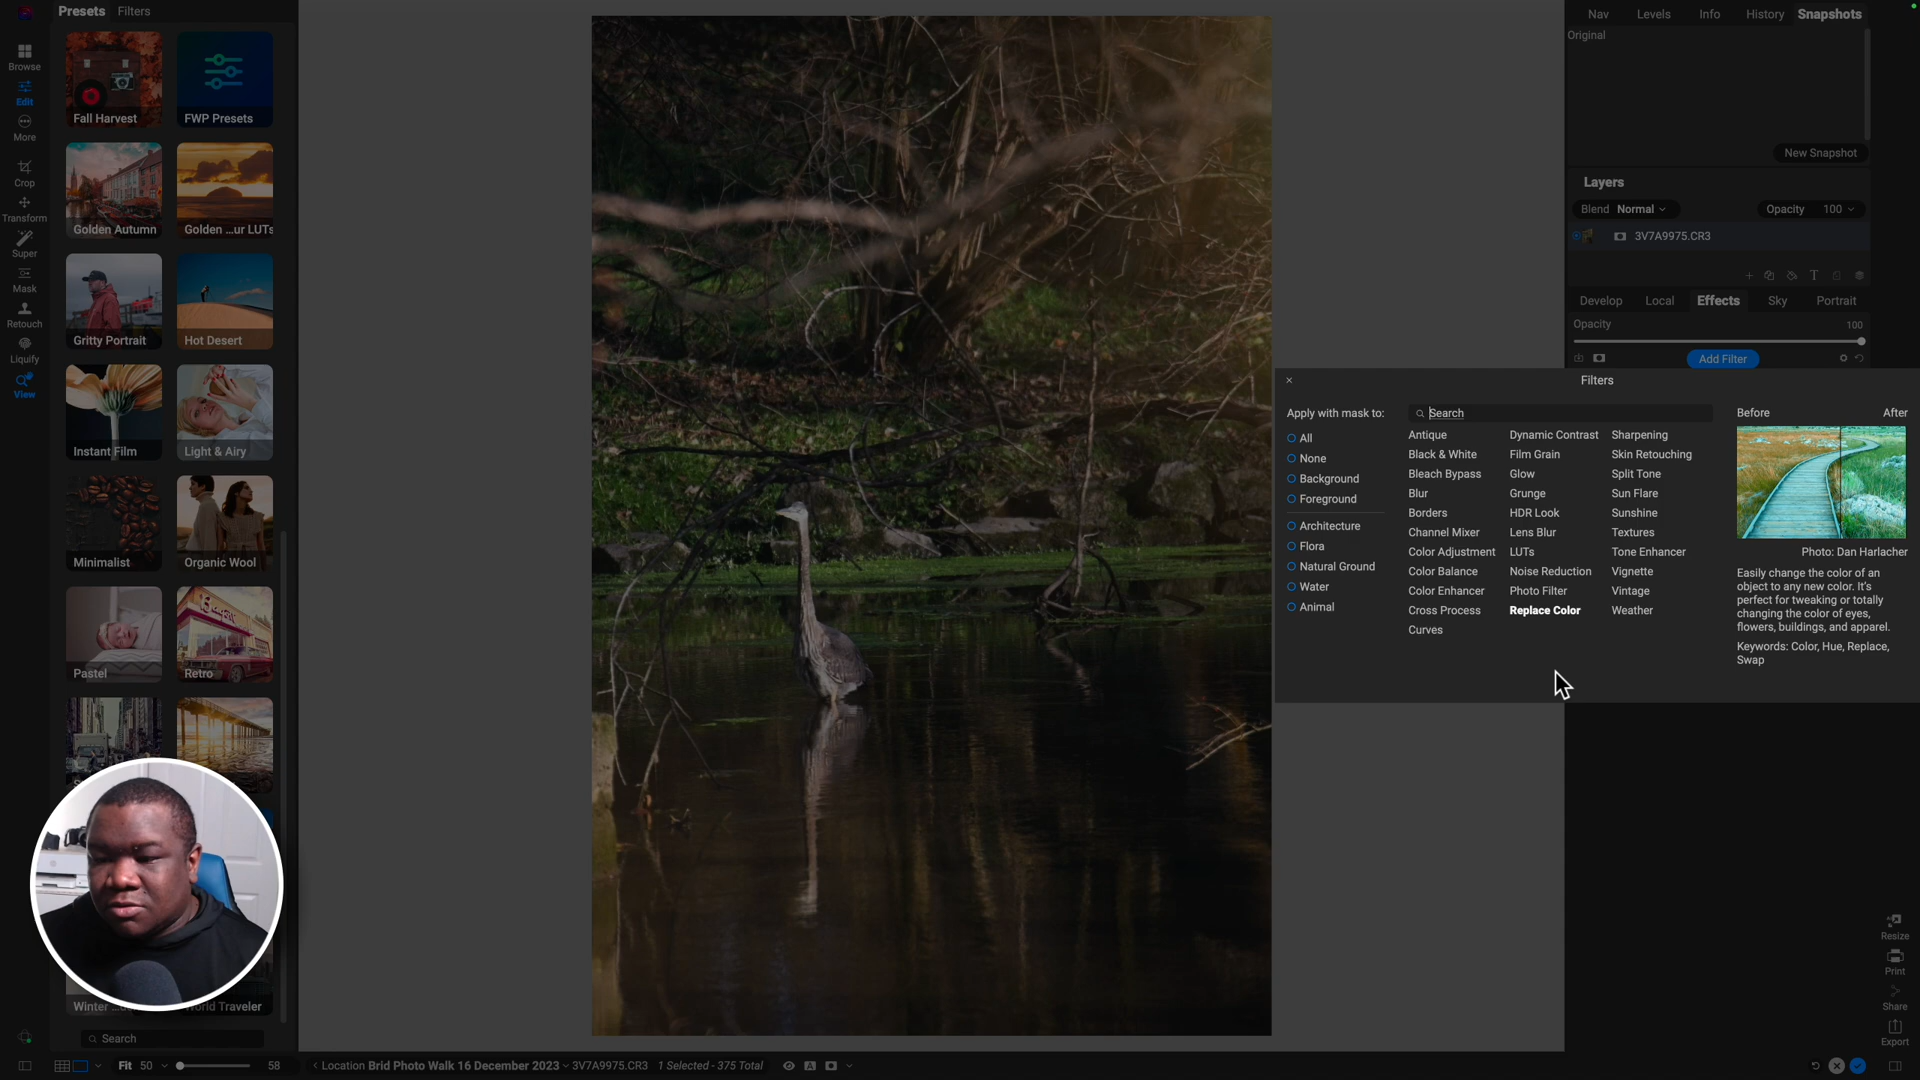 Presets Filters
Nav Levels Info History Snapshots
Original
New Snapshot
Layers
Blend Normal Opacity 100
3V7A9975.CR3
T
Develop Local Effects Sky Portrait
Opacity 100
Add Filter
Browse
Edit
More
Crop
Transform
Super
Mask
Retouch
Liquify
View
Fall Harvest FWP Presets
Golden Autumn Golden ...ur LUTs
Gritty Portrait Hot Desert
Instant Film Light & Airy
Minimalist Organic Wool
Pastel Retro
Winter World Traveler
Search
Filters
Apply with mask to:
All
None
Background
Foreground
Architecture
Flora
Natural Ground
Water
Animal
Search
Antique Dynamic Contrast Sharpening
Black & White Film Grain Skin Retouching
Bleach Bypass Glow Split Tone
Blur Grunge Sun Flare
Borders HDR Look Sunshine
Channel Mixer Lens Blur Textures
Color Adjustment LUTs Tone Enhancer
Color Balance Noise Reduction Vignette
Color Enhancer Photo Filter Vintage
Cross Process Replace Color Weather
Curves
Before After
Photo: Dan Harlacher
Easily change the color of an
object to any new color. It's
perfect for tweaking or totally
changing the color of eyes,
flowers, buildings, and apparel.
Keywords: Color, Hue, Replace,
Swap
Resize
Print
Share
Export
Fit 50 58
Location Brid Photo Walk 16 December 2023 3V7A9975.CR3 1 Selected - 375 Total
A